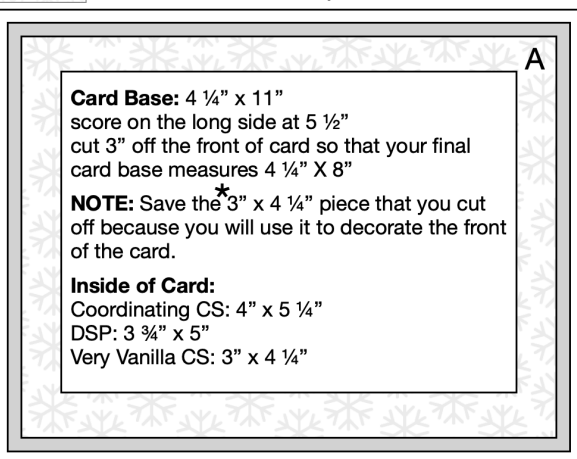 A
Card Base: 4 ¼” x 11”
score on the long side at 5 ½”
cut 3” off the front of card so that your final
card base measures 4 ¼” X 8”
NOTE: Save the *3” x 4 ¼” piece that you cut
off because you will use it to decorate the front
of the card.
Inside of Card:
Coordinating CS: 4” x 5 ¼”
DSP: 3 ¾” x 5”
Very Vanilla CS: 3” x 4 ¼”